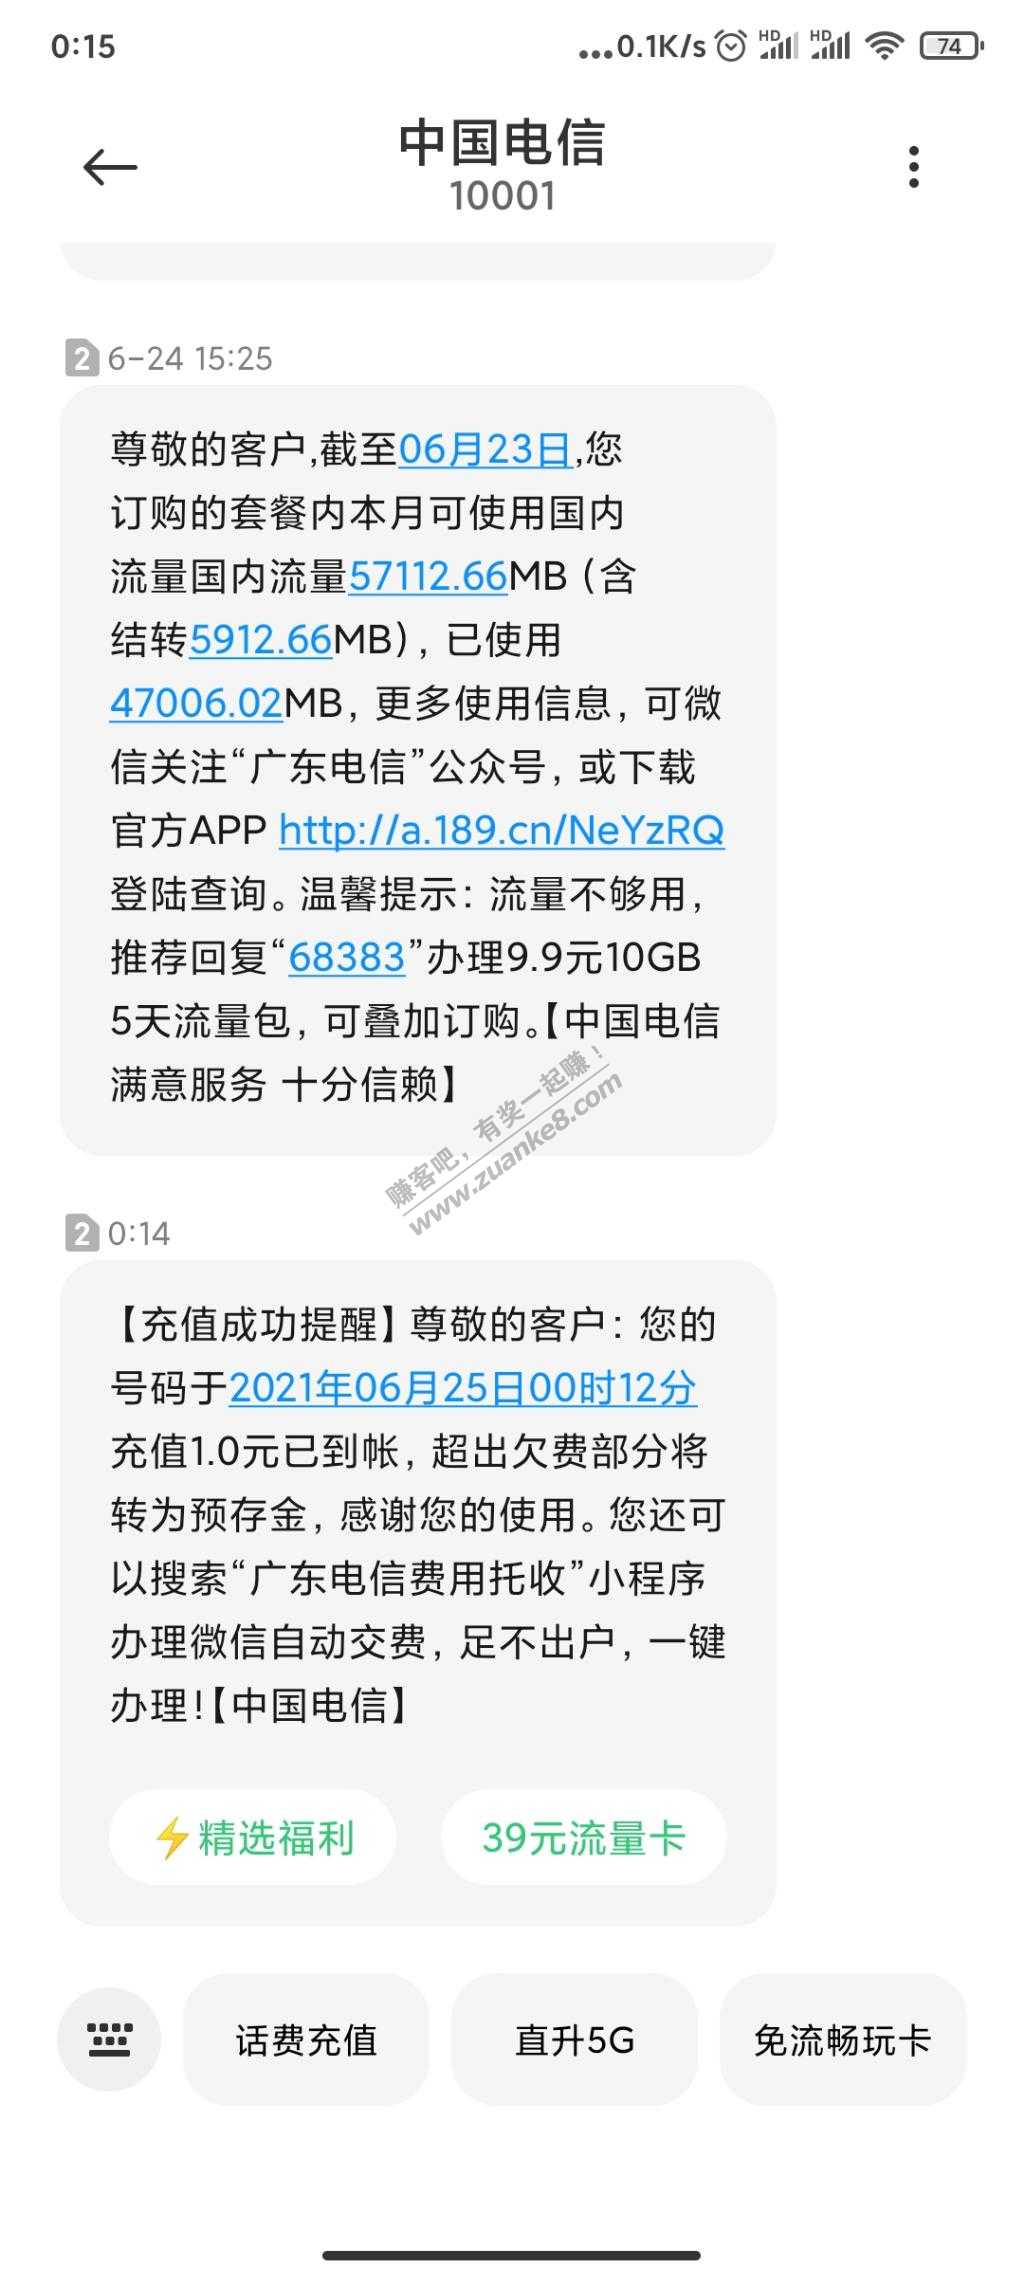 0:15
...0.1K/s HD HD 74
中国电信
10001
2 6-24 15:25
尊敬的客户,截至06月23日,您
订购的套餐内本月可使用国内
流量国内流量57112.66MB（含
结转5912.66MB），已使用
47006.02MB，更多使用信息，可微
信关注“广东电信”公众号，或下载
官方APP http://a.189.cn/NeYzRQ
登陆查询。温馨提示：流量不够用，
推荐回复“68383”办理9.9元10GB
5天流量包，可叠加订购。【中国电信
满意服务 十分信赖】
赚客吧，有奖一起赚！
www.zuanke8.com
2 0:14
【充值成功提醒】尊敬的客户：您的
号码于2021年06月25日00时12分
充值1.0元已到帐，超出欠费部分将
转为预存金，感谢您的使用。您还可
以搜索“广东电信费用托收”小程序
办理微信自动交费，足不出户，一键
办理！【中国电信】
⚡精选福利 39元流量卡
话费充值 直升5G 免流畅玩卡